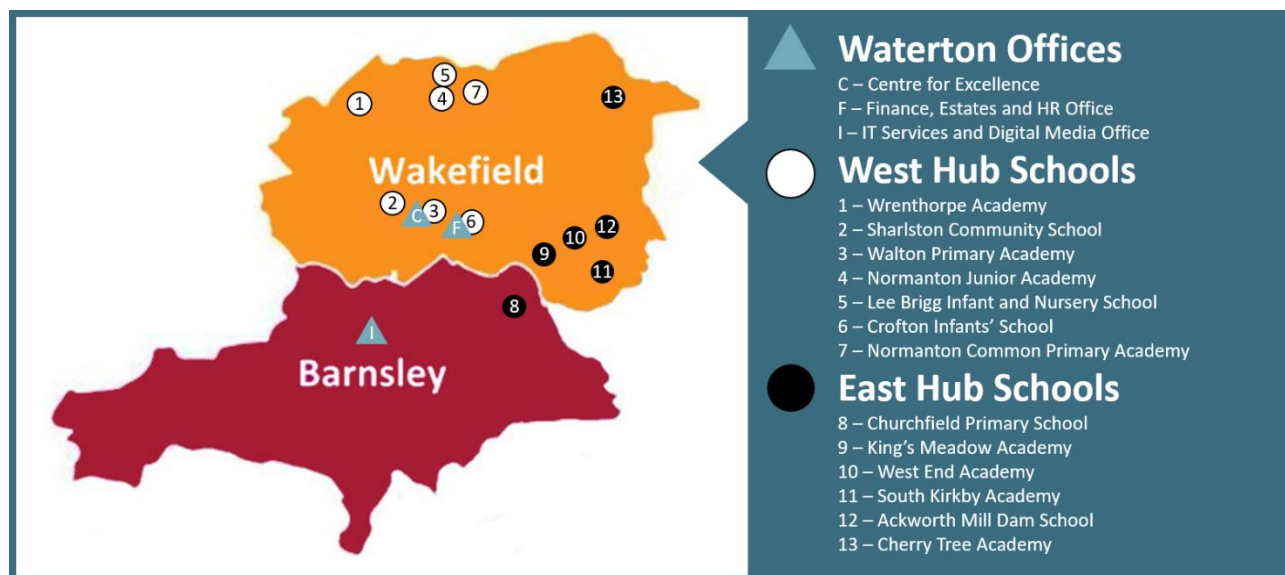 5
7
4
1
13
Wakefield
2
C
3
F
6
12
10
9
11
8
I
Barnsley
Waterton Offices
C – Centre for Excellence
F – Finance, Estates and HR Office
I – IT Services and Digital Media Office
West Hub Schools
1 – Wrenthorpe Academy
2 – Sharlston Community School
3 – Walton Primary Academy
4 – Normanton Junior Academy
5 – Lee Brigg Infant and Nursery School
6 – Crofton Infants’ School
7 – Normanton Common Primary Academy
East Hub Schools
8 – Churchfield Primary School
9 – King’s Meadow Academy
10 – West End Academy
11 – South Kirkby Academy
12 – Ackworth Mill Dam School
13 – Cherry Tree Academy